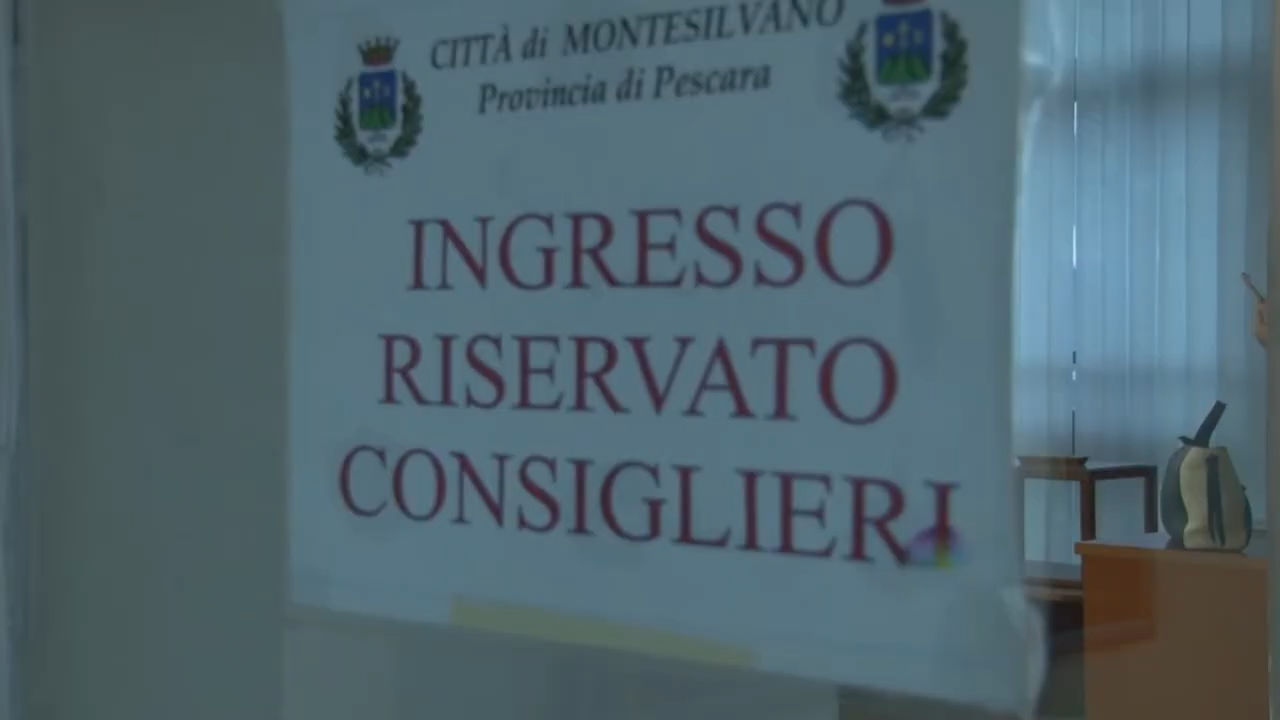 CITTÀ di MONTESILVANO
Provincia di Pescara
INGRESSO
RISERVATO
CONSIGLIERI